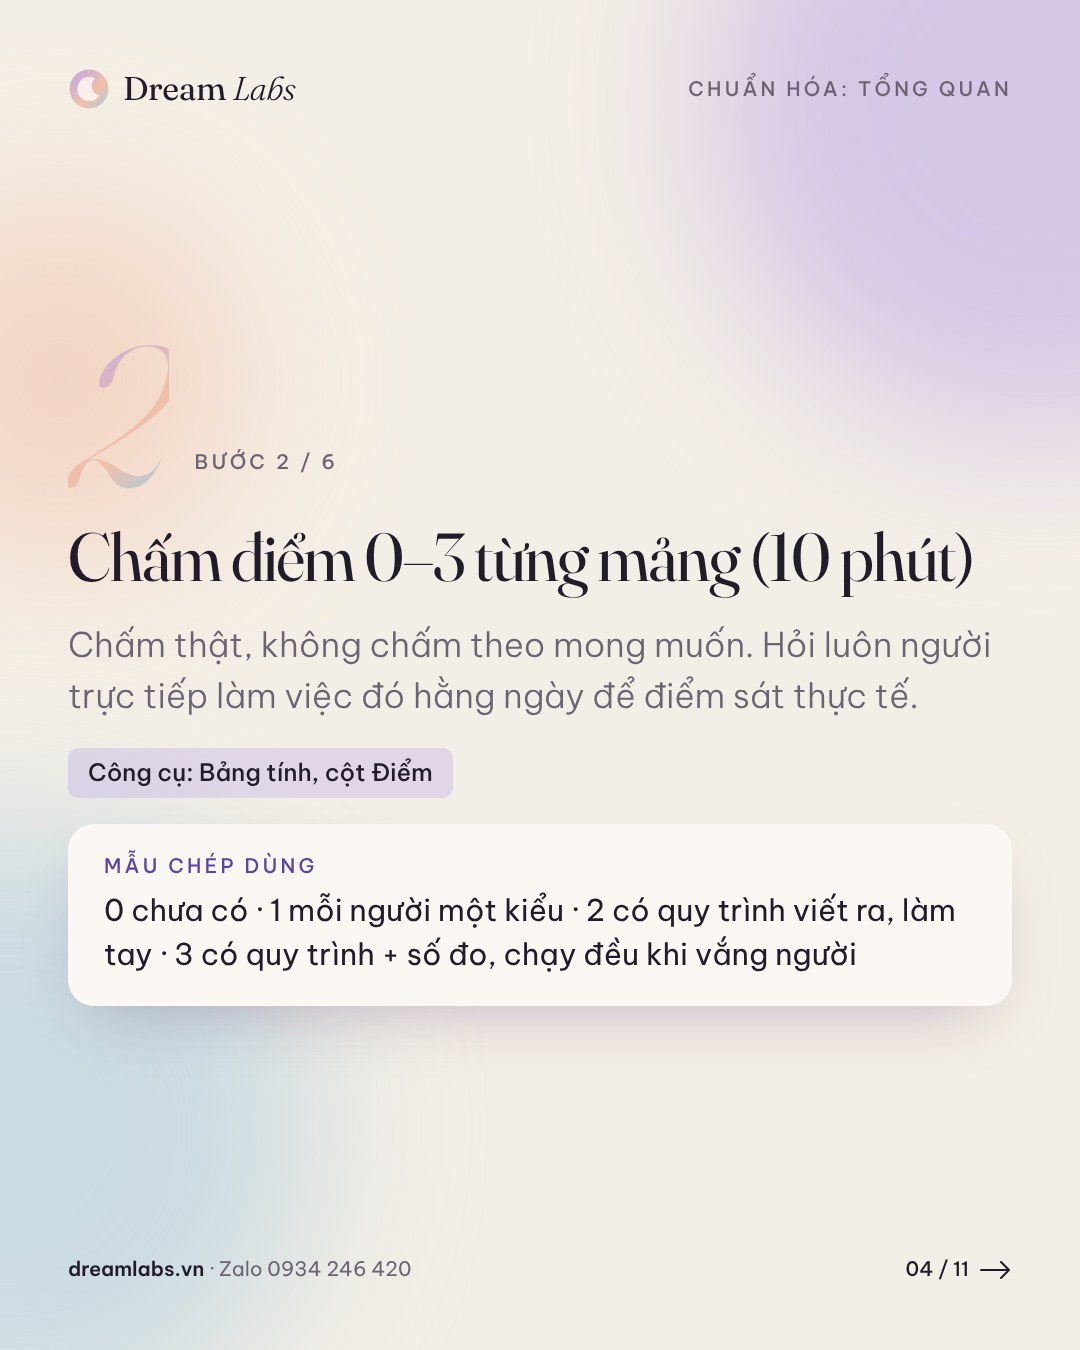 Dream Labs
CHUẨN HÓA: TỔNG QUAN
2
BƯỚC 2 / 6
Chấm điểm 0–3 từng mảng (10 phút)
Chấm thật, không chấm theo mong muốn. Hỏi luôn người
trực tiếp làm việc đó hằng ngày để điểm sát thực tế.
Công cụ: Bảng tính, cột Điểm
MẪU CHÉP DÙNG
0 chưa có · 1 mỗi người một kiểu · 2 có quy trình viết ra, làm
tay · 3 có quy trình + số đo, chạy đều khi vắng người
dreamlabs.vn · Zalo 0934 246 420
04 / 11 →